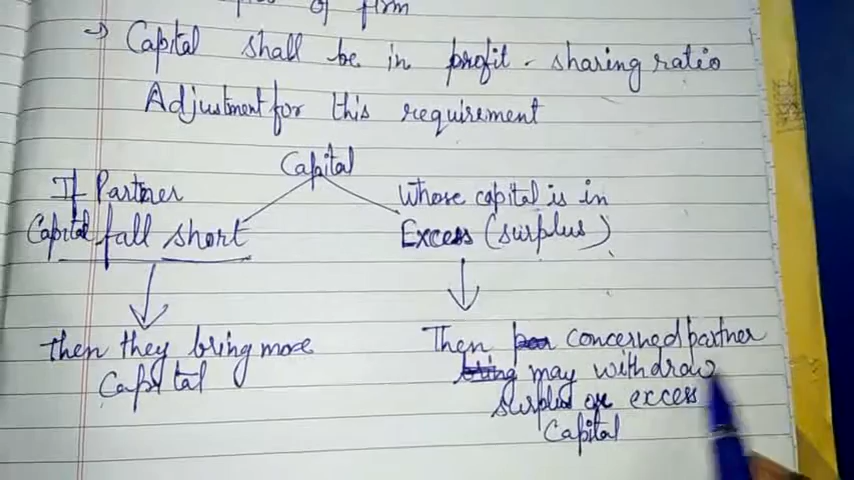 of firm
→ Capital shall be in profit - sharing ratio
Adjustment for this requirement
Capital
If Partner
Capital fall short
Whose capital is in
Excess (surplus)
then they bring more
Capital
Then concerned partner
may withdraw
surplus or excess
Capital